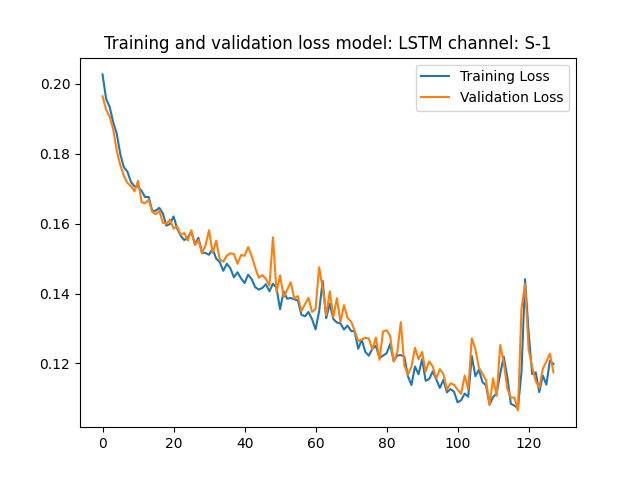 Training and validation loss model: LSTM channel: S-1
Training Loss
Validation Loss
0.20
0.18
0.16
0.14
0.12
0 20 40 60 80 100 120